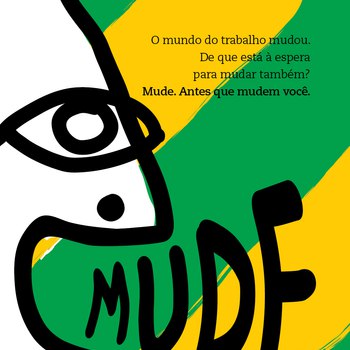 O mundo do trabalho mudou.
De que está à espera
para mudar também?
Mude. Antes que mudem você.
MUDE